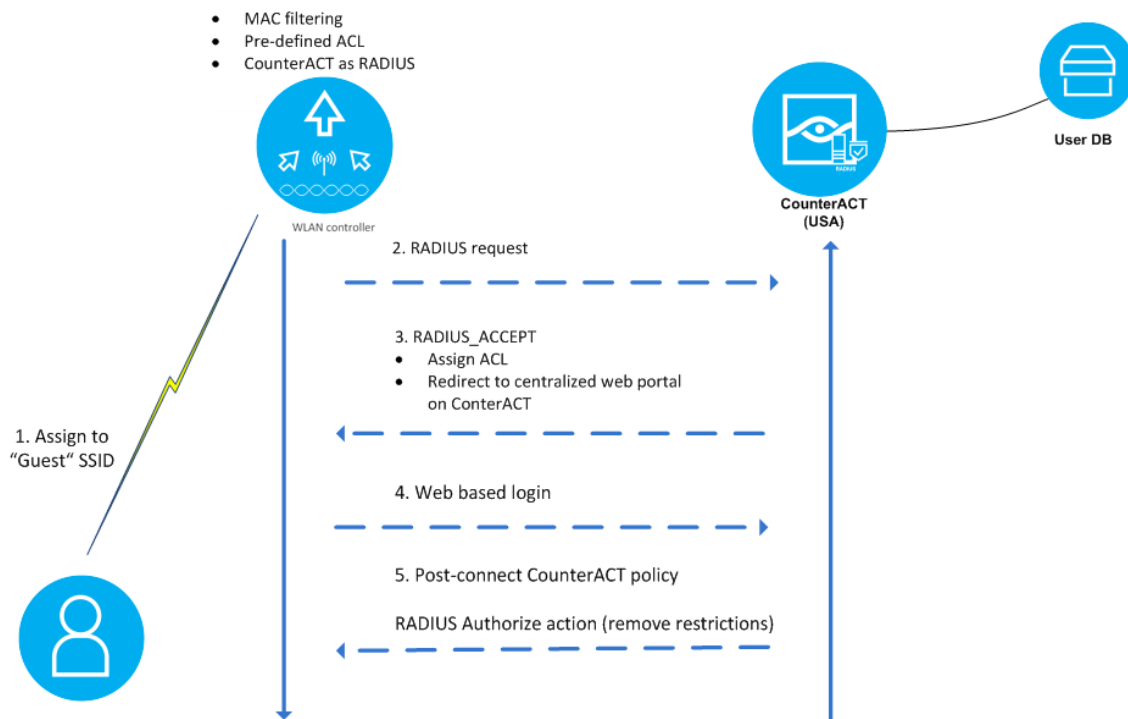 • MAC filtering
• Pre-defined ACL
• CounterACT as RADIUS
WLAN controller
RADIUS
CounterACT
(USA)
User DB
2. RADIUS request
3. RADIUS_ACCEPT
• Assign ACL
• Redirect to centralized web portal
on ConterACT
1. Assign to
“Guest“ SSID
4. Web based login
5. Post-connect CounterACT policy
RADIUS Authorize action (remove restrictions)